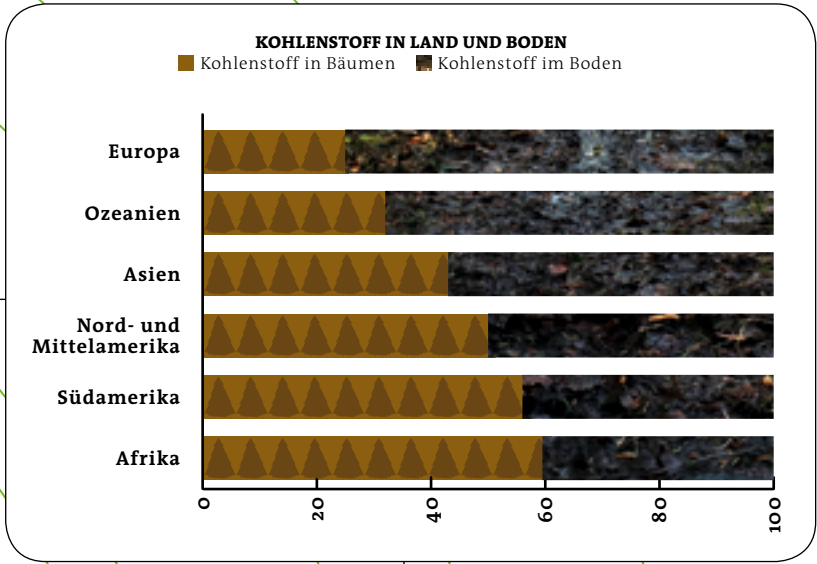 KOHLENSTOFF IN LAND UND BODEN
Kohlenstoff in Bäumen Kohlenstoff im Boden
Europa
Ozeanien
Asien
Nord- und
Mittelamerika
Südamerika
Afrika
0 20 40 60 80 100